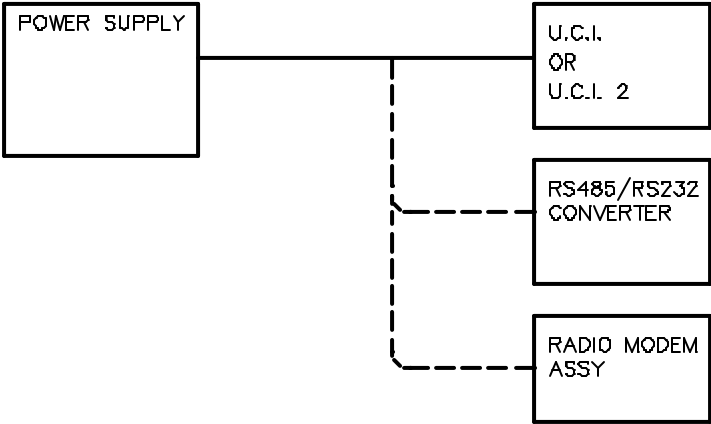 POWER SUPPLY
U.C.I.
OR
U.C.I. 2
RS485/RS232
CONVERTER
RADIO MODEM
ASSY